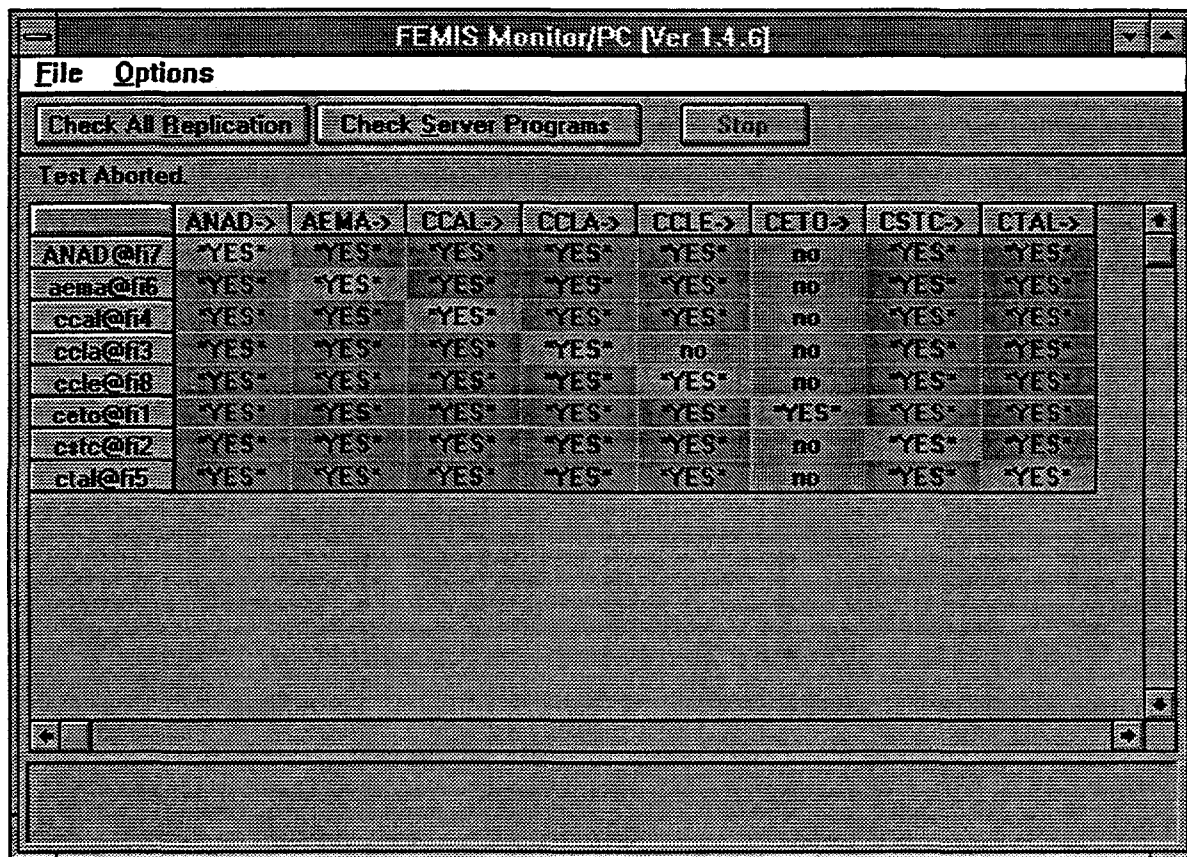 FEMIS Monitor/PC [Ver 1.4.6]
File Options
Check All Replication Check Server Programs Stop
Test Aborted.
ANAD-> AEMA-> CCAL-> CCLA-> CCLE-> CETO-> CSTC-> CTAL->
ANAD@fi7 "YES" "YES" "YES" "YES" "YES" no "YES" "YES"
aema@fi6 "YES" "YES" "YES" "YES" "YES" no "YES" "YES"
ccal@fi4 "YES" "YES" "YES" "YES" "YES" no "YES" "YES"
ccla@fi3 "YES" "YES" "YES" "YES" no no "YES" "YES"
ccle@fi8 "YES" "YES" "YES" "YES" "YES" no "YES" "YES"
ceto@fi1 "YES" "YES" "YES" "YES" "YES" "YES" "YES" "YES"
cstc@fi2 "YES" "YES" "YES" "YES" "YES" no "YES" "YES"
ctal@fi5 "YES" "YES" "YES" "YES" "YES" no "YES" "YES"